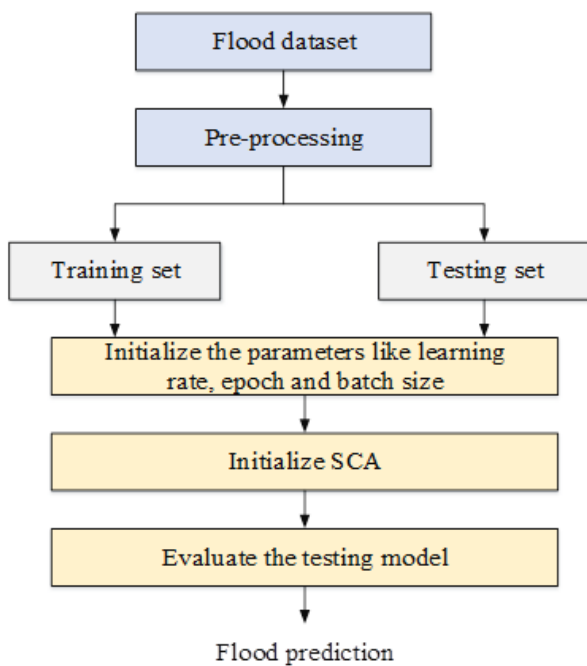 Flood dataset
Pre-processing
Training set
Testing set
Initialize the parameters like learning
rate, epoch and batch size
Initialize SCA
Evaluate the testing model
Flood prediction